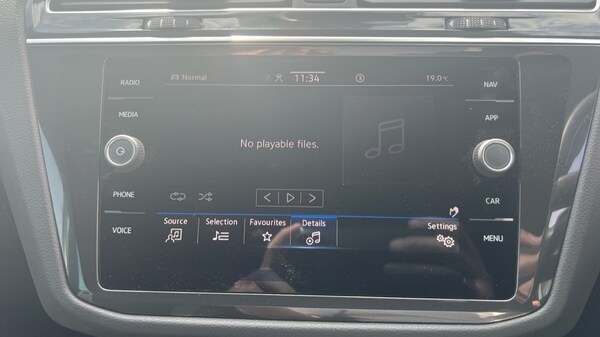 RADIO
MEDIA
PHONE
VOICE
Normal
11:34
19.0°C
No playable files.
Source
Selection
Favourites
Details
Settings
NAV
APP
CAR
MENU